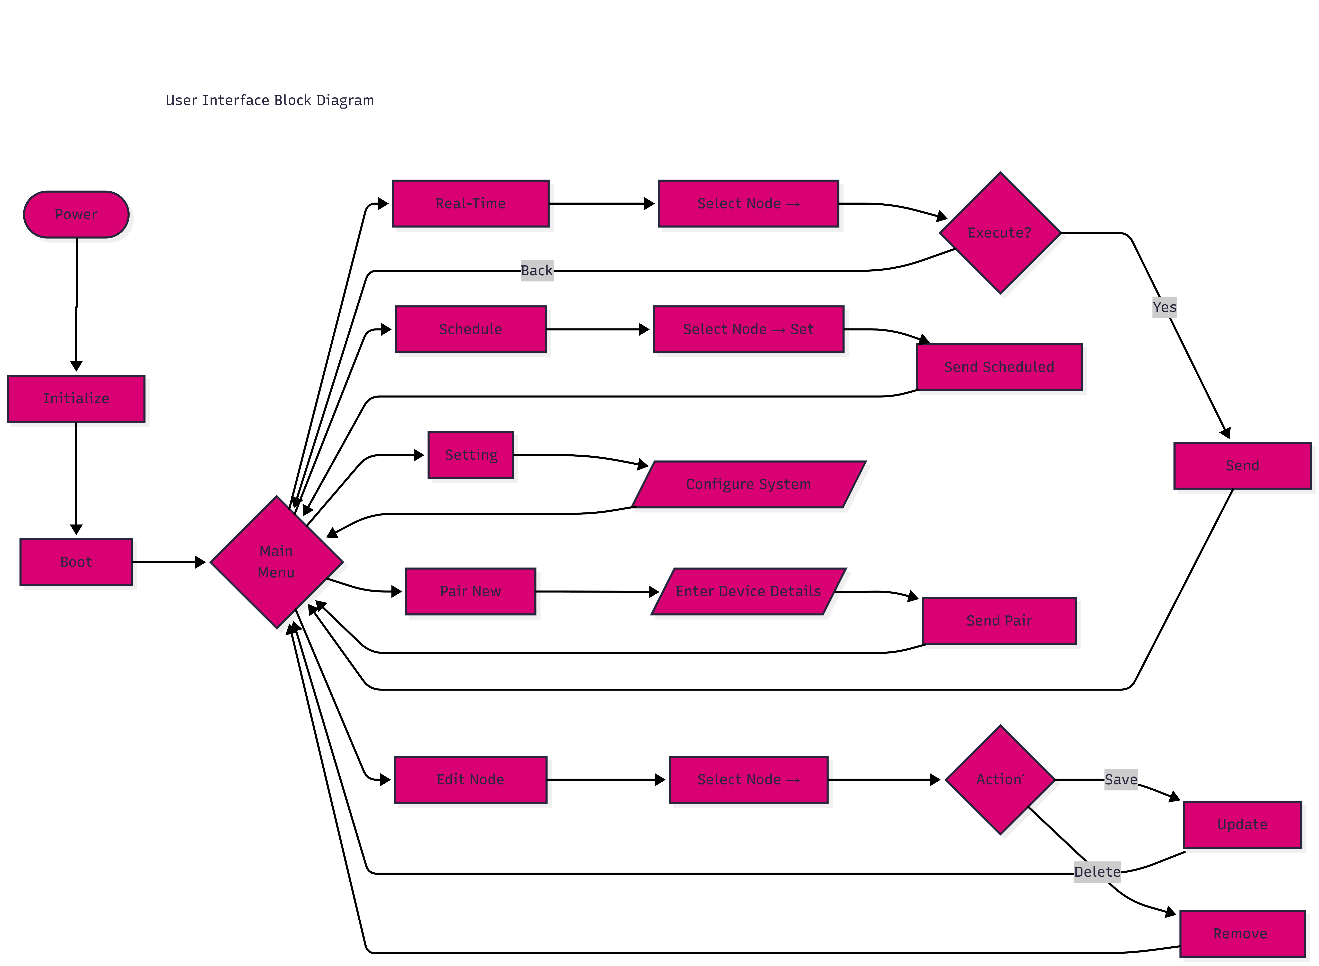 User Interface Block Diagram
Power
Real-Time
Select Node →
Execute?
Back
Yes
Schedule
Select Node → Set
Send Scheduled
Initialize
Setting
Configure System
Send
Main
Menu
Boot
Pair New
Enter Device Details
Send Pair
Edit Node
Select Node →
Action
Save
Update
Delete
Remove